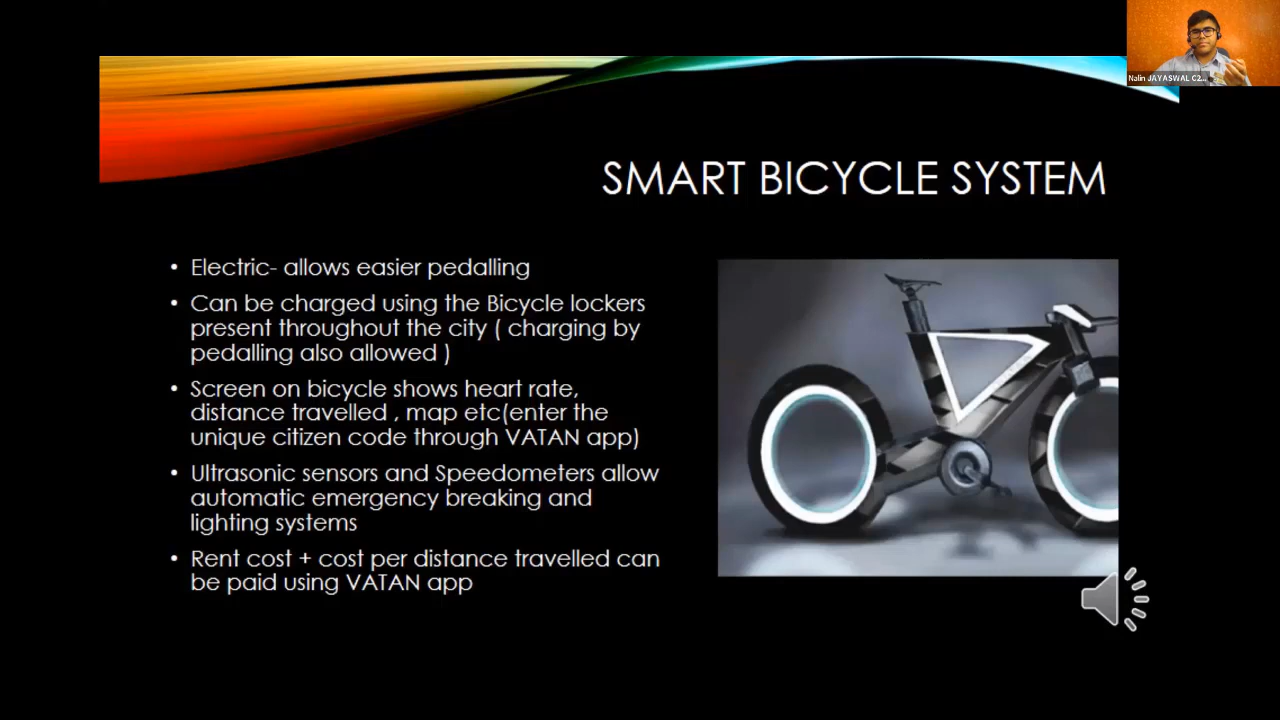 Nalin JAYASWAL C2...
SMART BICYCLE SYSTEM
• Electric- allows easier pedalling
• Can be charged using the Bicycle lockers
present throughout the city ( charging by
pedalling also allowed )
• Screen on bicycle shows heart rate,
distance travelled , map etc(enter the
unique citizen code through VATAN app)
• Ultrasonic sensors and Speedometers allow
automatic emergency breaking and
lighting systems
• Rent cost + cost per distance travelled can
be paid using VATAN app